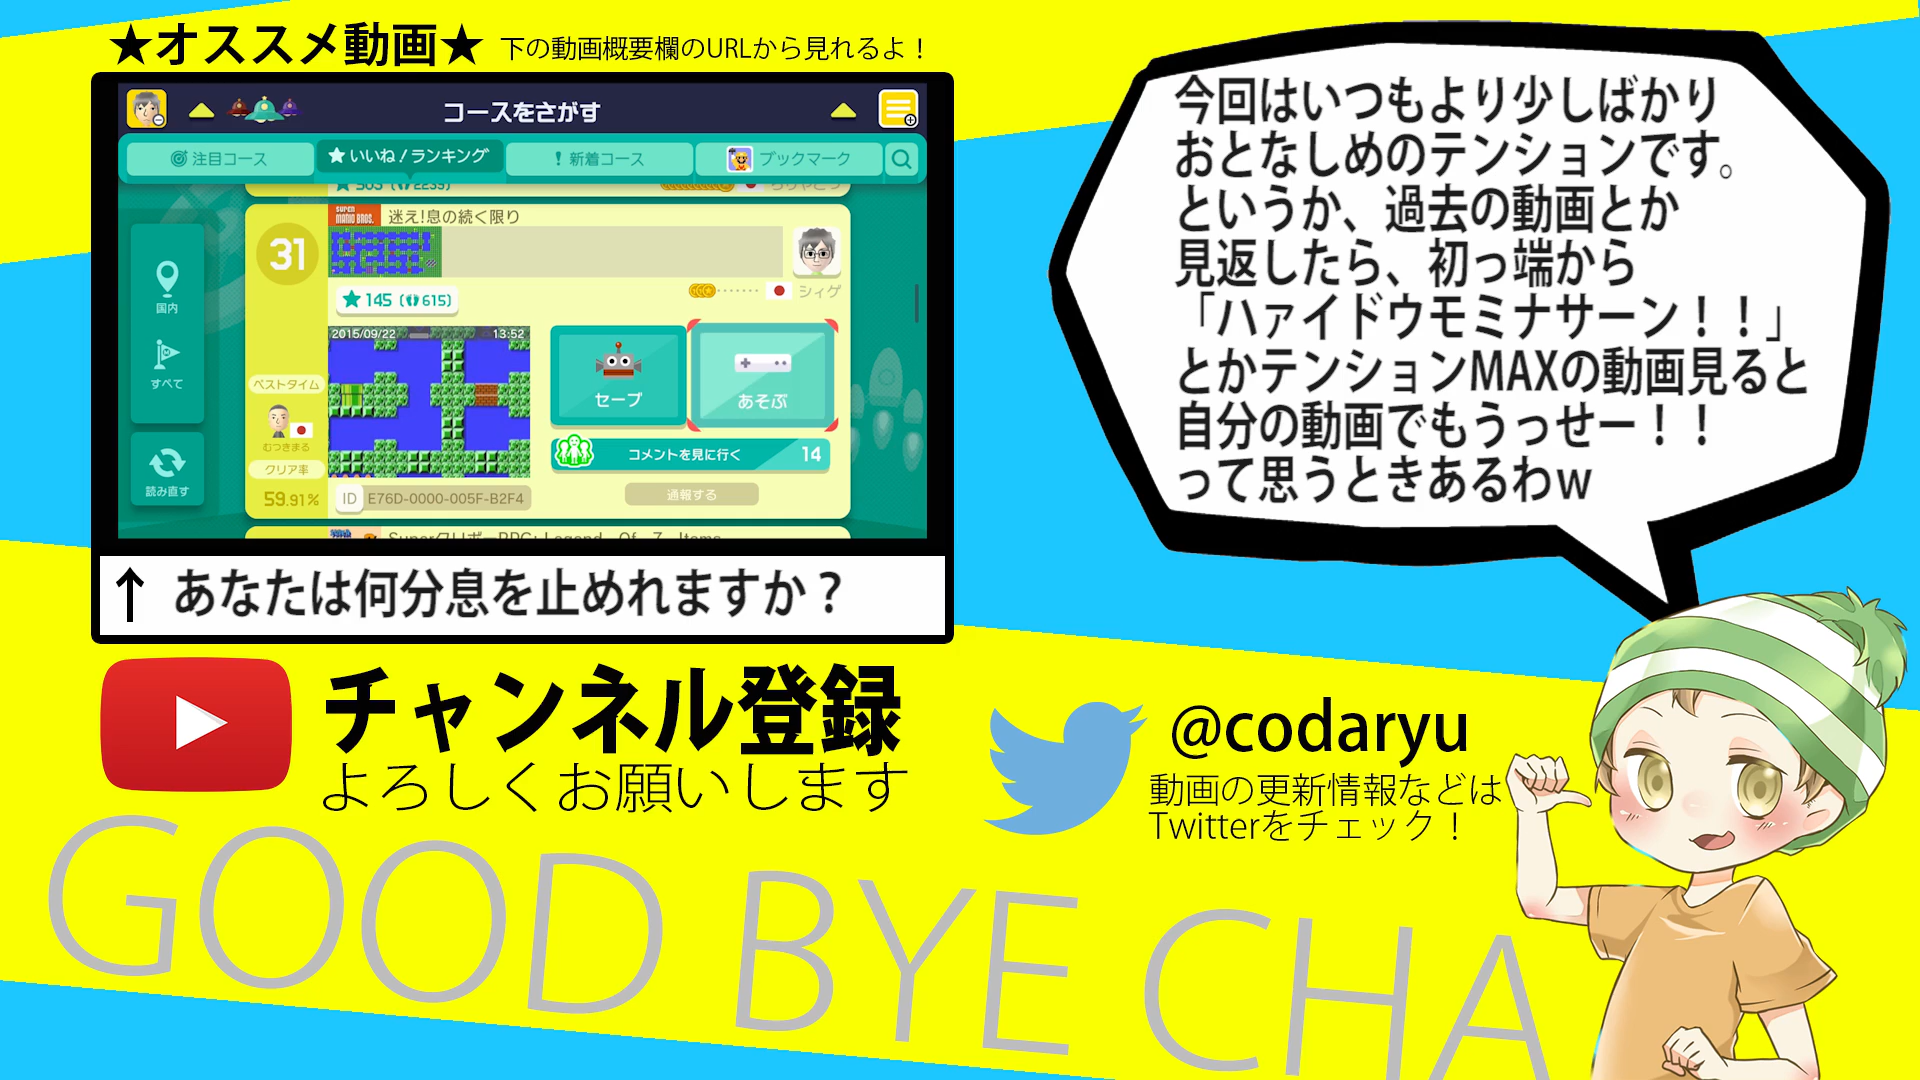 ★オススメ動画★ 下の動画概要欄のURLから見れるよ！
コースをさがす
注目コース
★いいね！ランキング
！新着コース
ブックマーク
31
迷え!息の続く限り
★145 (615)
シィゲ
国内
すべて
読み直す
2015/09/22 13:52
ベストタイム
むつきまる
クリア率
59.91%
セーブ
あそぶ
コメントを見に行く 14
通報する
ID E76D-0000-005F-B2F4
↑ あなたは何分息を止めれますか？
今回はいつもより少しばかり
おとなしめのテンションです。
というか、過去の動画とか
見返したら、初っ端から
「ハァイドウモミナサーン！！」
とかテンションMAXの動画見ると
自分の動画でもうっせー！！
って思うときあるわｗ
チャンネル登録
よろしくお願いします
@codaryu
動画の更新情報などは
Twitterをチェック！
GOOD BYE CHA